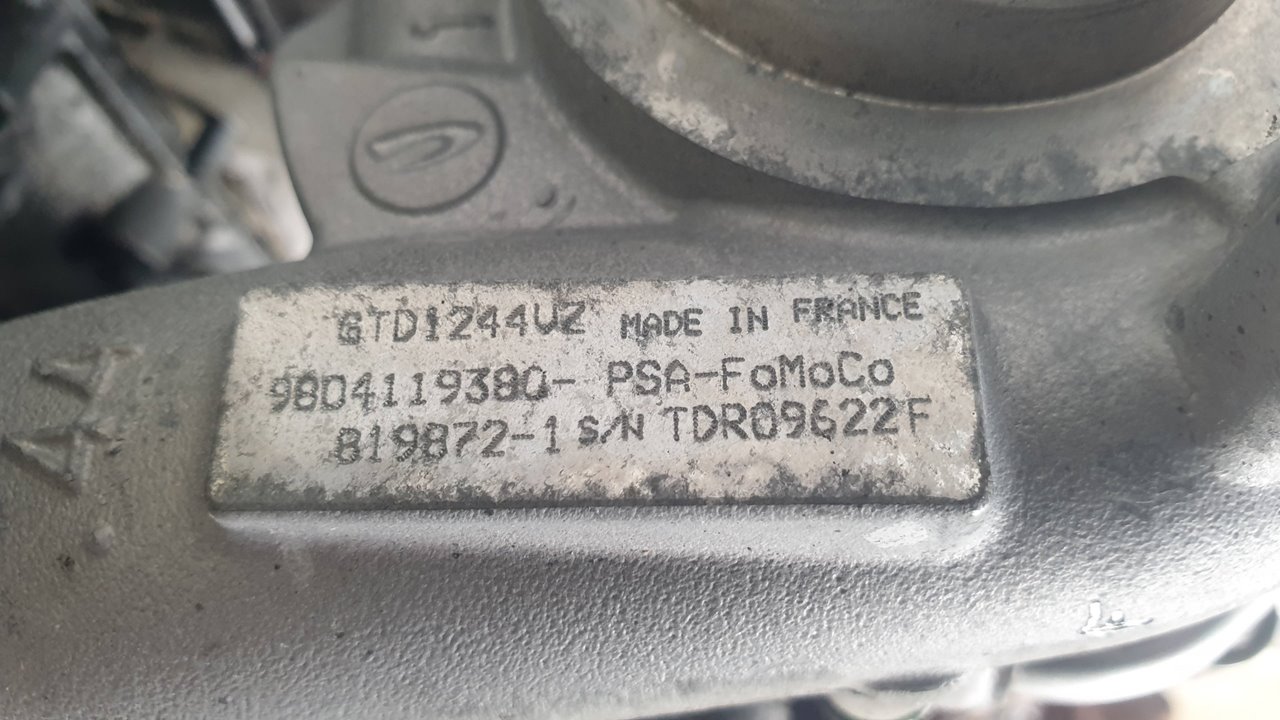 GTD1244VZ MADE IN FRANCE
9804119380- PSA-FoMoCo
819872-1 S/N TDR09622F